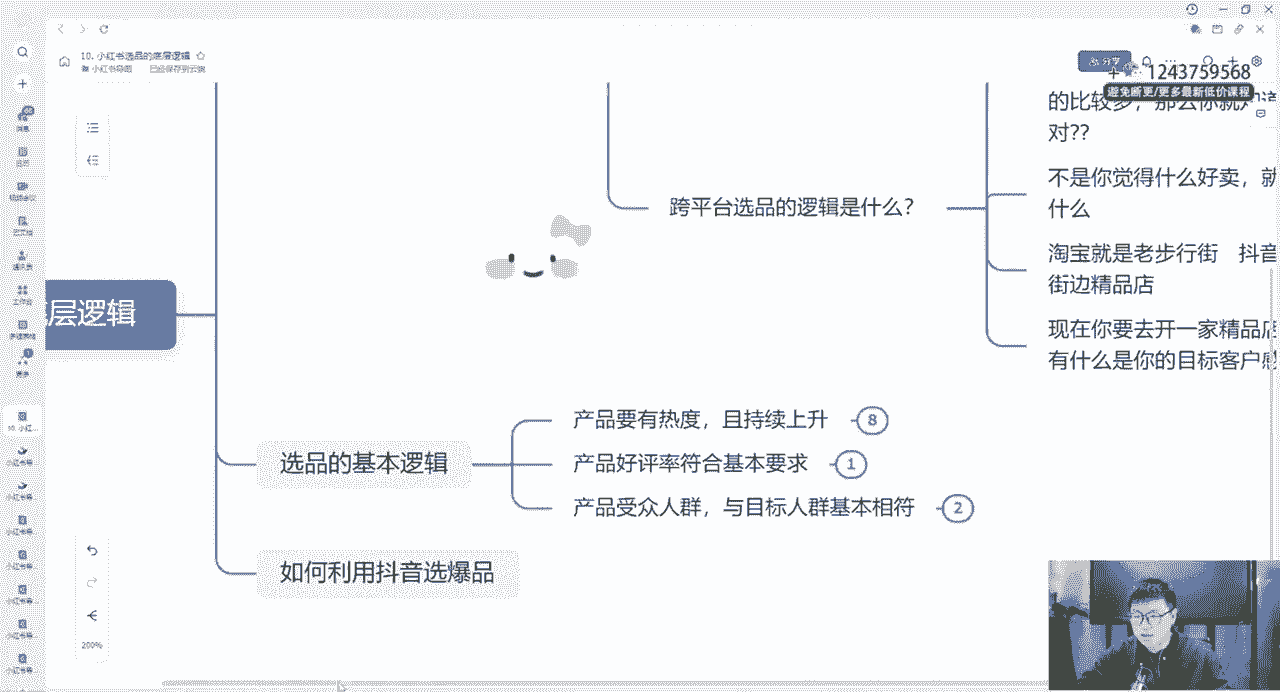 10. 小红书选品的底层逻辑
小红书导图 已经保存到云端
分享
1243759568
避免断更/更多最新低价课程
的比较多，那么你就
对??
不是你觉得什么好卖，就
什么
跨平台选品的逻辑是什么？
淘宝就是老步行街 抖音
街边精品店
层逻辑
现在你要去开一家精品店
有什么是你的目标客户感
产品要有热度，且持续上升 8
选品的基本逻辑
产品好评率符合基本要求 1
产品受众人群，与目标人群基本相符 2
如何利用抖音选爆品
10. 小红...
200%